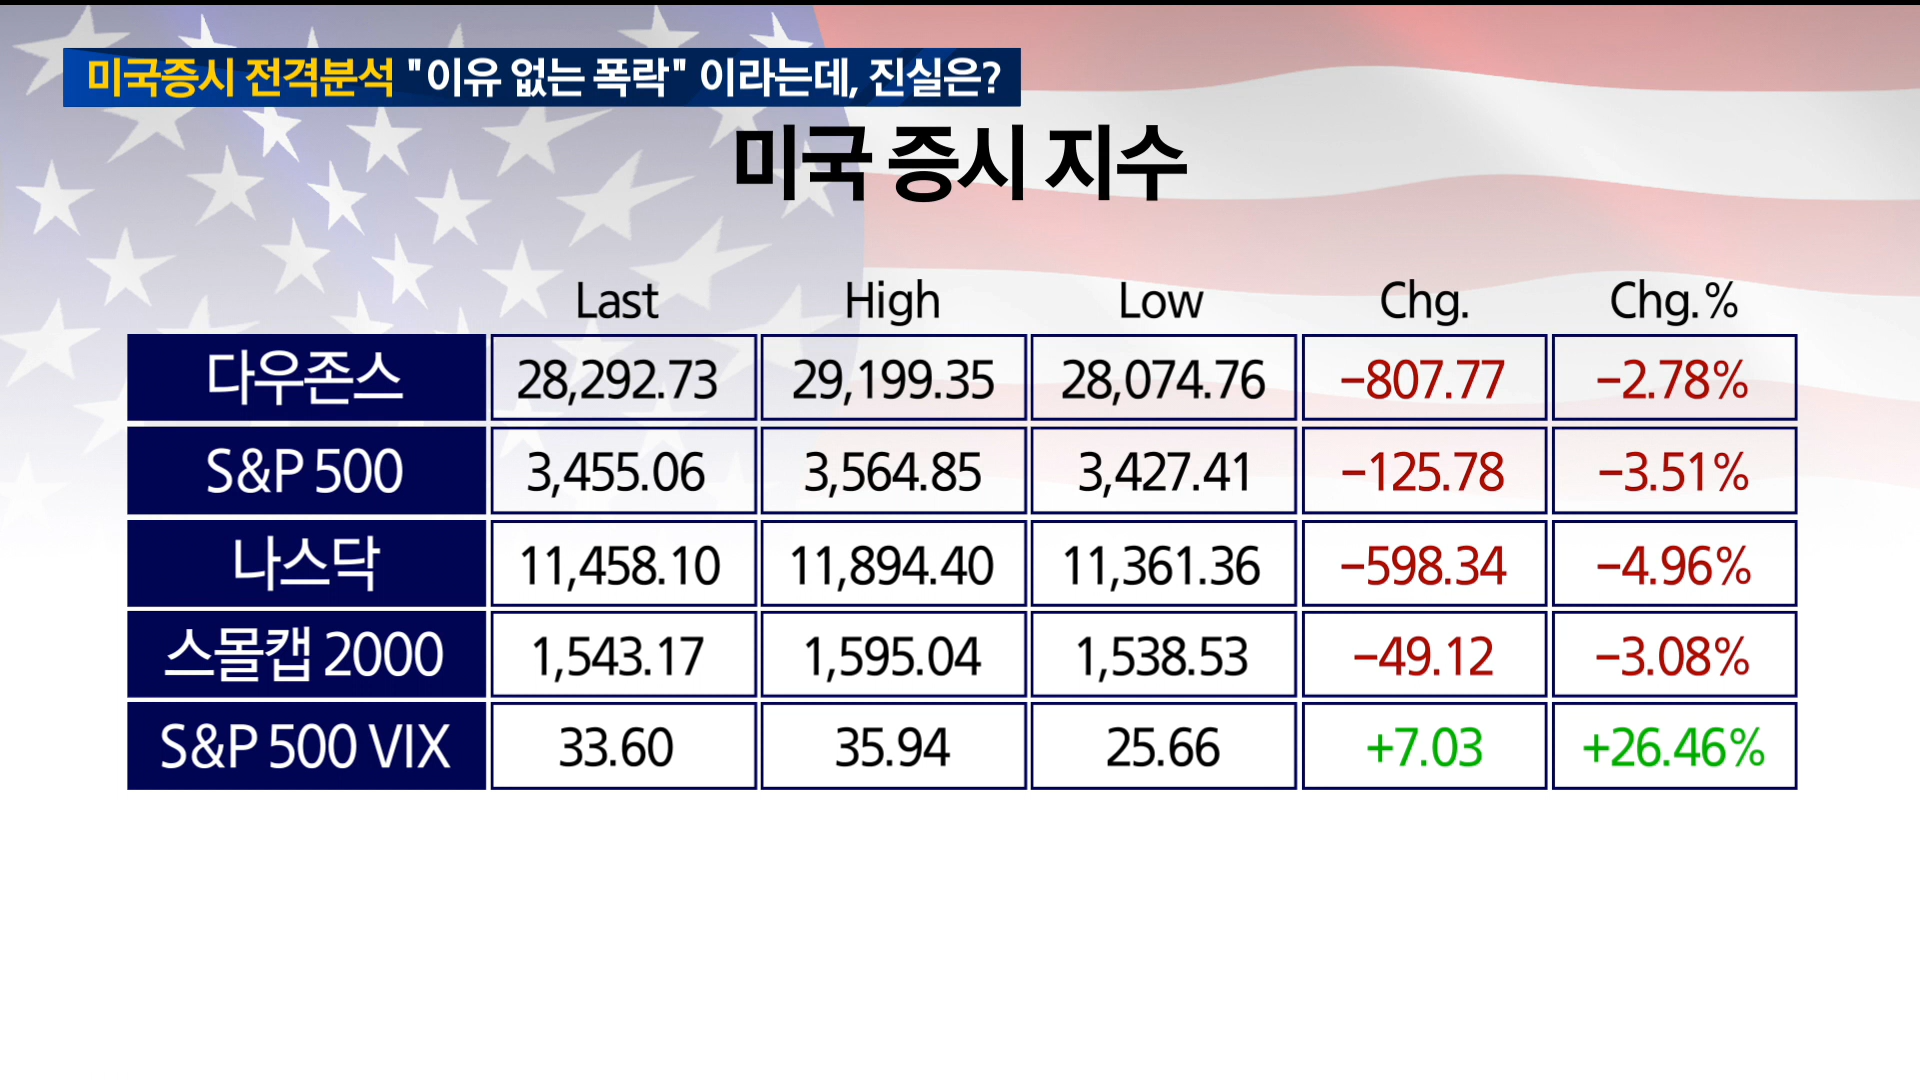 미국증시 전격분석 "이유 없는 폭락" 이라는데, 진실은?
미국 증시 지수
Last High Low Chg. Chg.%
다우존스 28,292.73 29,199.35 28,074.76 -807.77 -2.78%
S&P 500 3,455.06 3,564.85 3,427.41 -125.78 -3.51%
나스닥 11,458.10 11,894.40 11,361.36 -598.34 -4.96%
스몰캡 2000 1,543.17 1,595.04 1,538.53 -49.12 -3.08%
S&P 500 VIX 33.60 35.94 25.66 +7.03 +26.46%